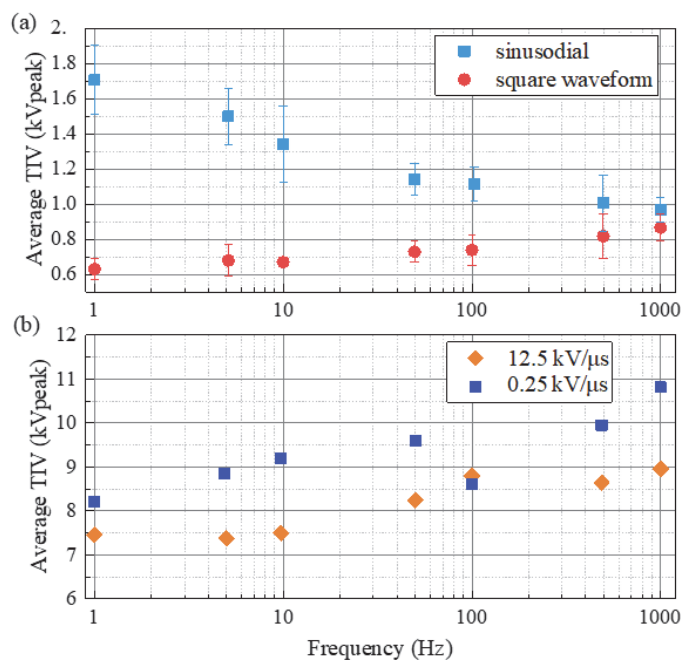 (a)
2.
1.8
1.6
1.4
1.2
1.0
0.8
0.6
Average TIV (kVpeak)
sinusodial
square waveform
1 10 100 1000
(b)
12
11
10
9
8
7
6
Average TIV (kVpeak)
12.5 kV/μs
0.25 kV/μs
1 10 100 1000
Frequency (Hz)